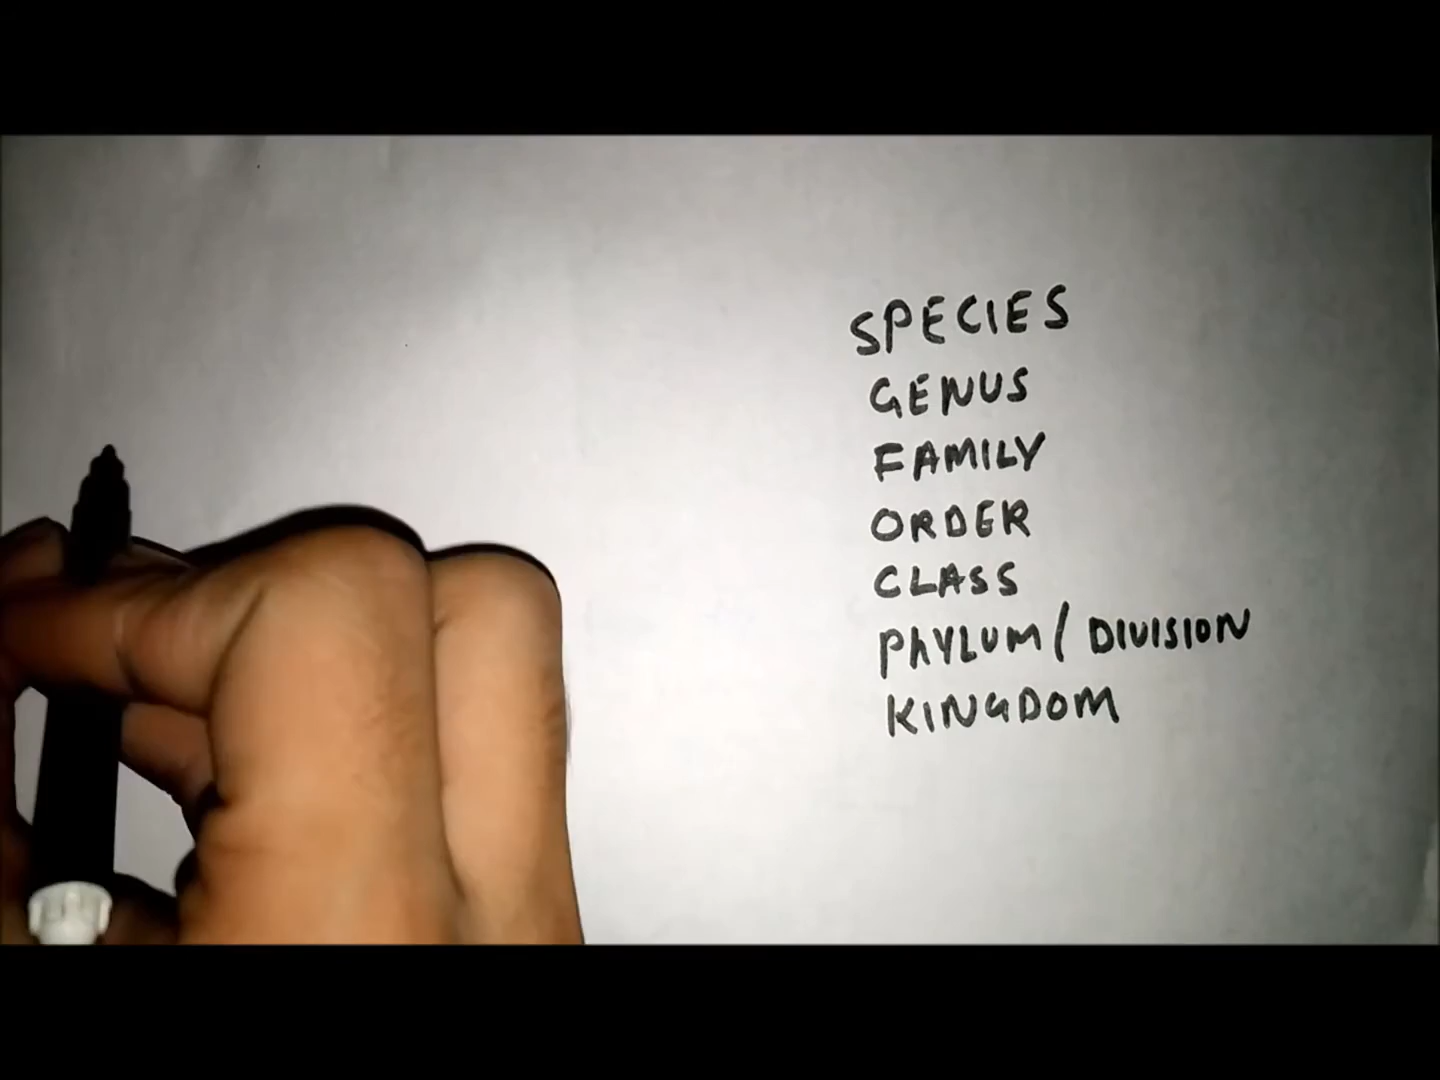 SPECIES
GENUS
FAMILY
ORDER
CLASS
PHYLUM/ DIVISION
KINGDOM